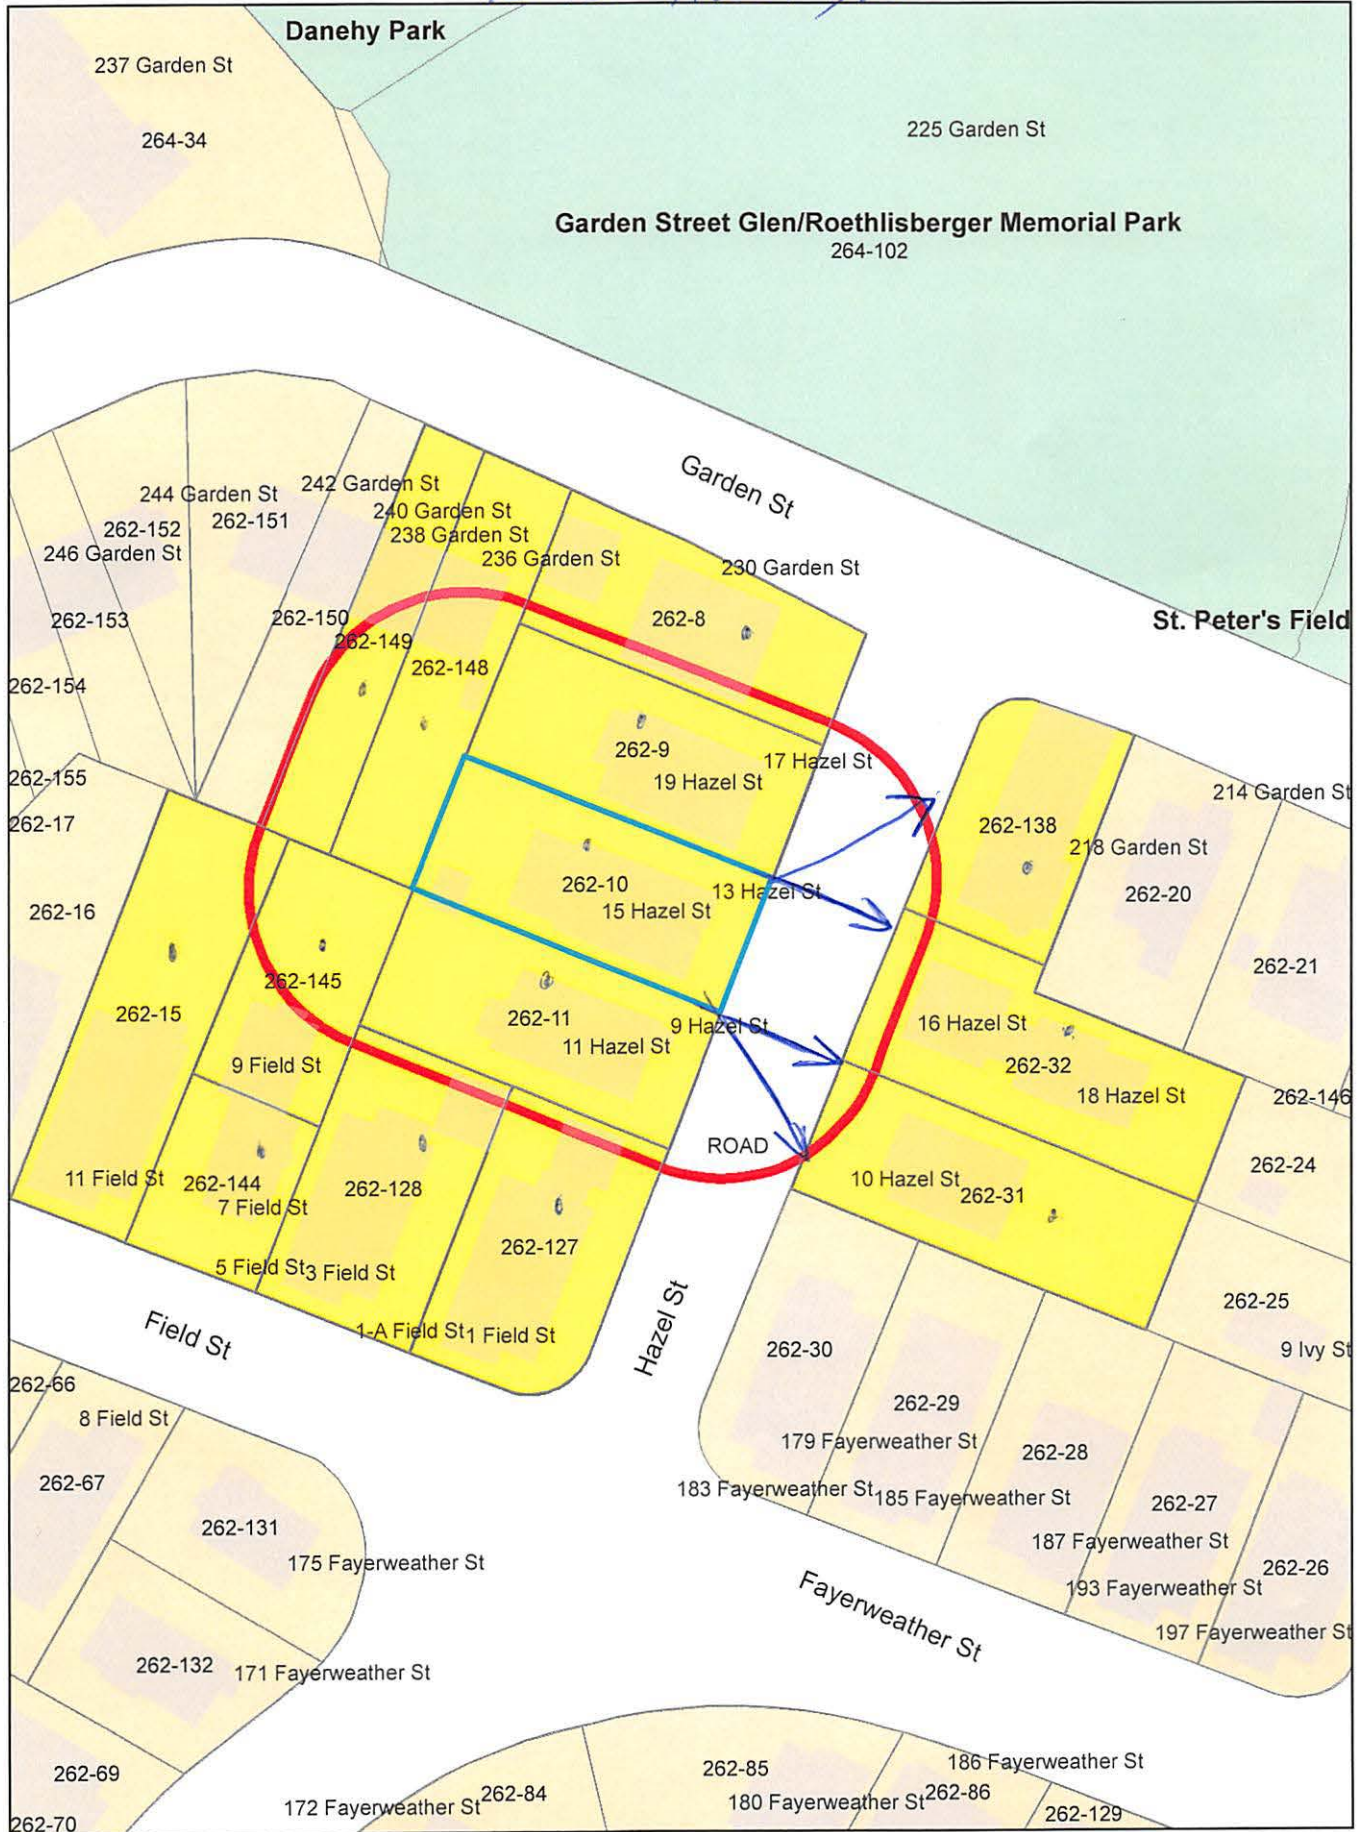 Danehy Park
237 Garden St
264-34
225 Garden St
Garden Street Glen/Roethlisberger Memorial Park
264-102
Garden St
244 Garden St
242 Garden St
262-152
262-151
240 Garden St
246 Garden St
238 Garden St
236 Garden St
230 Garden St
262-153
262-150
262-8
St. Peter's Field
262-149
262-148
262-154
262-9
17 Hazel St
262-155
19 Hazel St
214 Garden St
262-17
262-138
218 Garden St
262-10
13 Hazel St
262-20
262-16
15 Hazel St
262-21
262-145
262-15
262-11
9 Hazel St
16 Hazel St
11 Hazel St
9 Field St
262-32
18 Hazel St
262-146
ROAD
11 Field St
262-144
262-128
10 Hazel St
262-31
262-24
7 Field St
262-127
5 Field St
3 Field St
262-25
1-A Field St
1 Field St
Field St
Hazel St
262-30
9 Ivy St
262-66
8 Field St
262-29
179 Fayerweather St
262-28
262-67
183 Fayerweather St
185 Fayerweather St
262-27
262-131
187 Fayerweather St
175 Fayerweather St
262-26
193 Fayerweather St
Fayerweather St
197 Fayerweather St
262-132
171 Fayerweather St
262-69
262-85
186 Fayerweather St
172 Fayerweather St
262-84
180 Fayerweather St
262-86
262-129
262-70